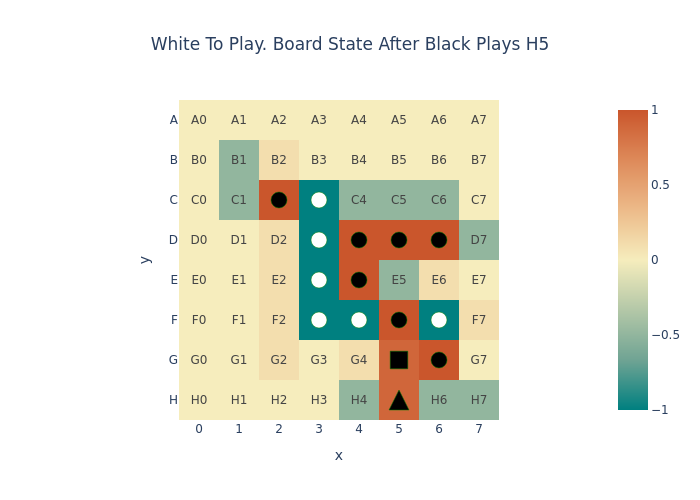 White To Play. Board State After Black Plays H5
A A0 A1 A2 A3 A4 A5 A6 A7
B B0 B1 B2 B3 B4 B5 B6 B7
C C0 C1 C4 C5 C6 C7
D D0 D1 D2 D7
E E0 E1 E2 E5 E6 E7
F F0 F1 F2 F7
G G0 G1 G2 G3 G4 G7
H H0 H1 H2 H3 H4 H6 H7
0 1 2 3 4 5 6 7
x
y
1
0.5
0
−0.5
−1